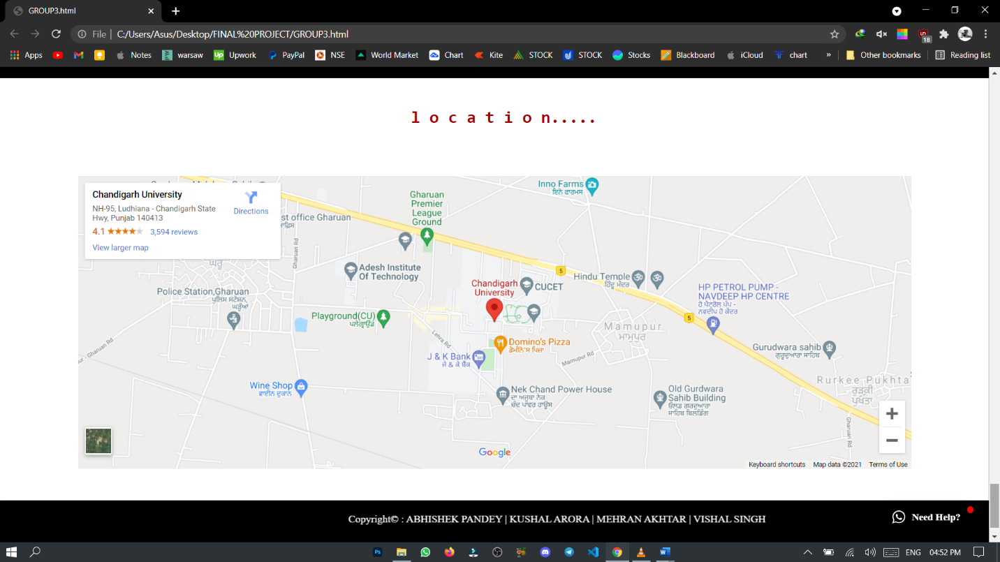 GROUP3.html
File | C:/Users/Asus/Desktop/FINAL%20PROJECT/GROUP3.html
18
Apps Notes warsaw Upwork PayPal NSE World Market Chart Kite STOCK STOCK Stocks Blackboard iCloud chart » Other bookmarks Reading list
l o c a t i o n.....
Chandigarh University
Directions
NH-95, Ludhiana - Chandigarh State
Hwy, Punjab 140413
4.1 ★★★★★ 3,594 reviews
View larger map
st office Gharuan
Gharuan
Premier
League
Ground
Inno Farms
ਇਨੋ ਫਾਰਮਸ
Gharuan Rd
Adesh Institute
Of Technology
5
Hindu Temple
ਹਿੰਦੂ ਮੰਦਰ
Chandigarh
University
CUCET
HP PETROL PUMP -
NAVDEEP HP CENTRE
ਹੇ ਪੈਟਰੋਲ ਪੰਪ -
ਨਵਦੀਪ ਹੋ ਕੇਂਦਰ
Police Station,Gharuan
ਪੁਲਿਸ ਸਟੇਸ਼ਨ,
ਘੜੂੰਆਂ
Playground(CU)
ਪਲੇਗ੍ਰਾਊਂਡ
5
Mamupur
ਮਾਮੂਪੁਰ
Lehra Rd
Domino's Pizza
ਡੋਮੀਨੋ'ਸ ਪਿਜ਼ਾ
Gurudwara sahib
ਗੁਰੂਦੁਆਰਾ ਸਾਹਿਬ
pur - Gharuan Rd
J & K Bank
ਜੇ & ਕੇ ਬੈਂਕ
Mamupur Rd
Wine Shop
ਵਾਈਨ ਦੁਕਾਨ
Nek Chand Power House
ਦਾ ਅਜੂਬਾ ਨੇਕ
ਚੰਦ ਪਾਵਰ ਹਾਊਸ
Old Gurdwara
Sahib Building
ਓਲਡ ਗੁਰਦੁਆਰਾ
ਸਾਹਿਬ ਬਿਲਡਿੰਗ
Rurkee Pukhta
ਰੁੜਕੀ
ਪੁਖਤਾ
Gharuan Rd
+
−
Google
Keyboard shortcuts Map data ©2021 Terms of Use
Copyright© : ABHISHEK PANDEY | KUSHAL ARORA | MEHRAN AKHTAR | VISHAL SINGH
Need Help?
ENG 04:52 PM